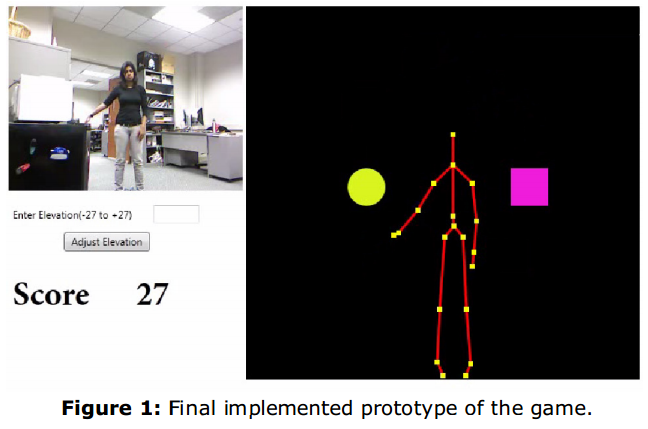 Enter Elevation(-27 to +27)
Adjust Elevation
Score 27
Figure 1: Final implemented prototype of the game.